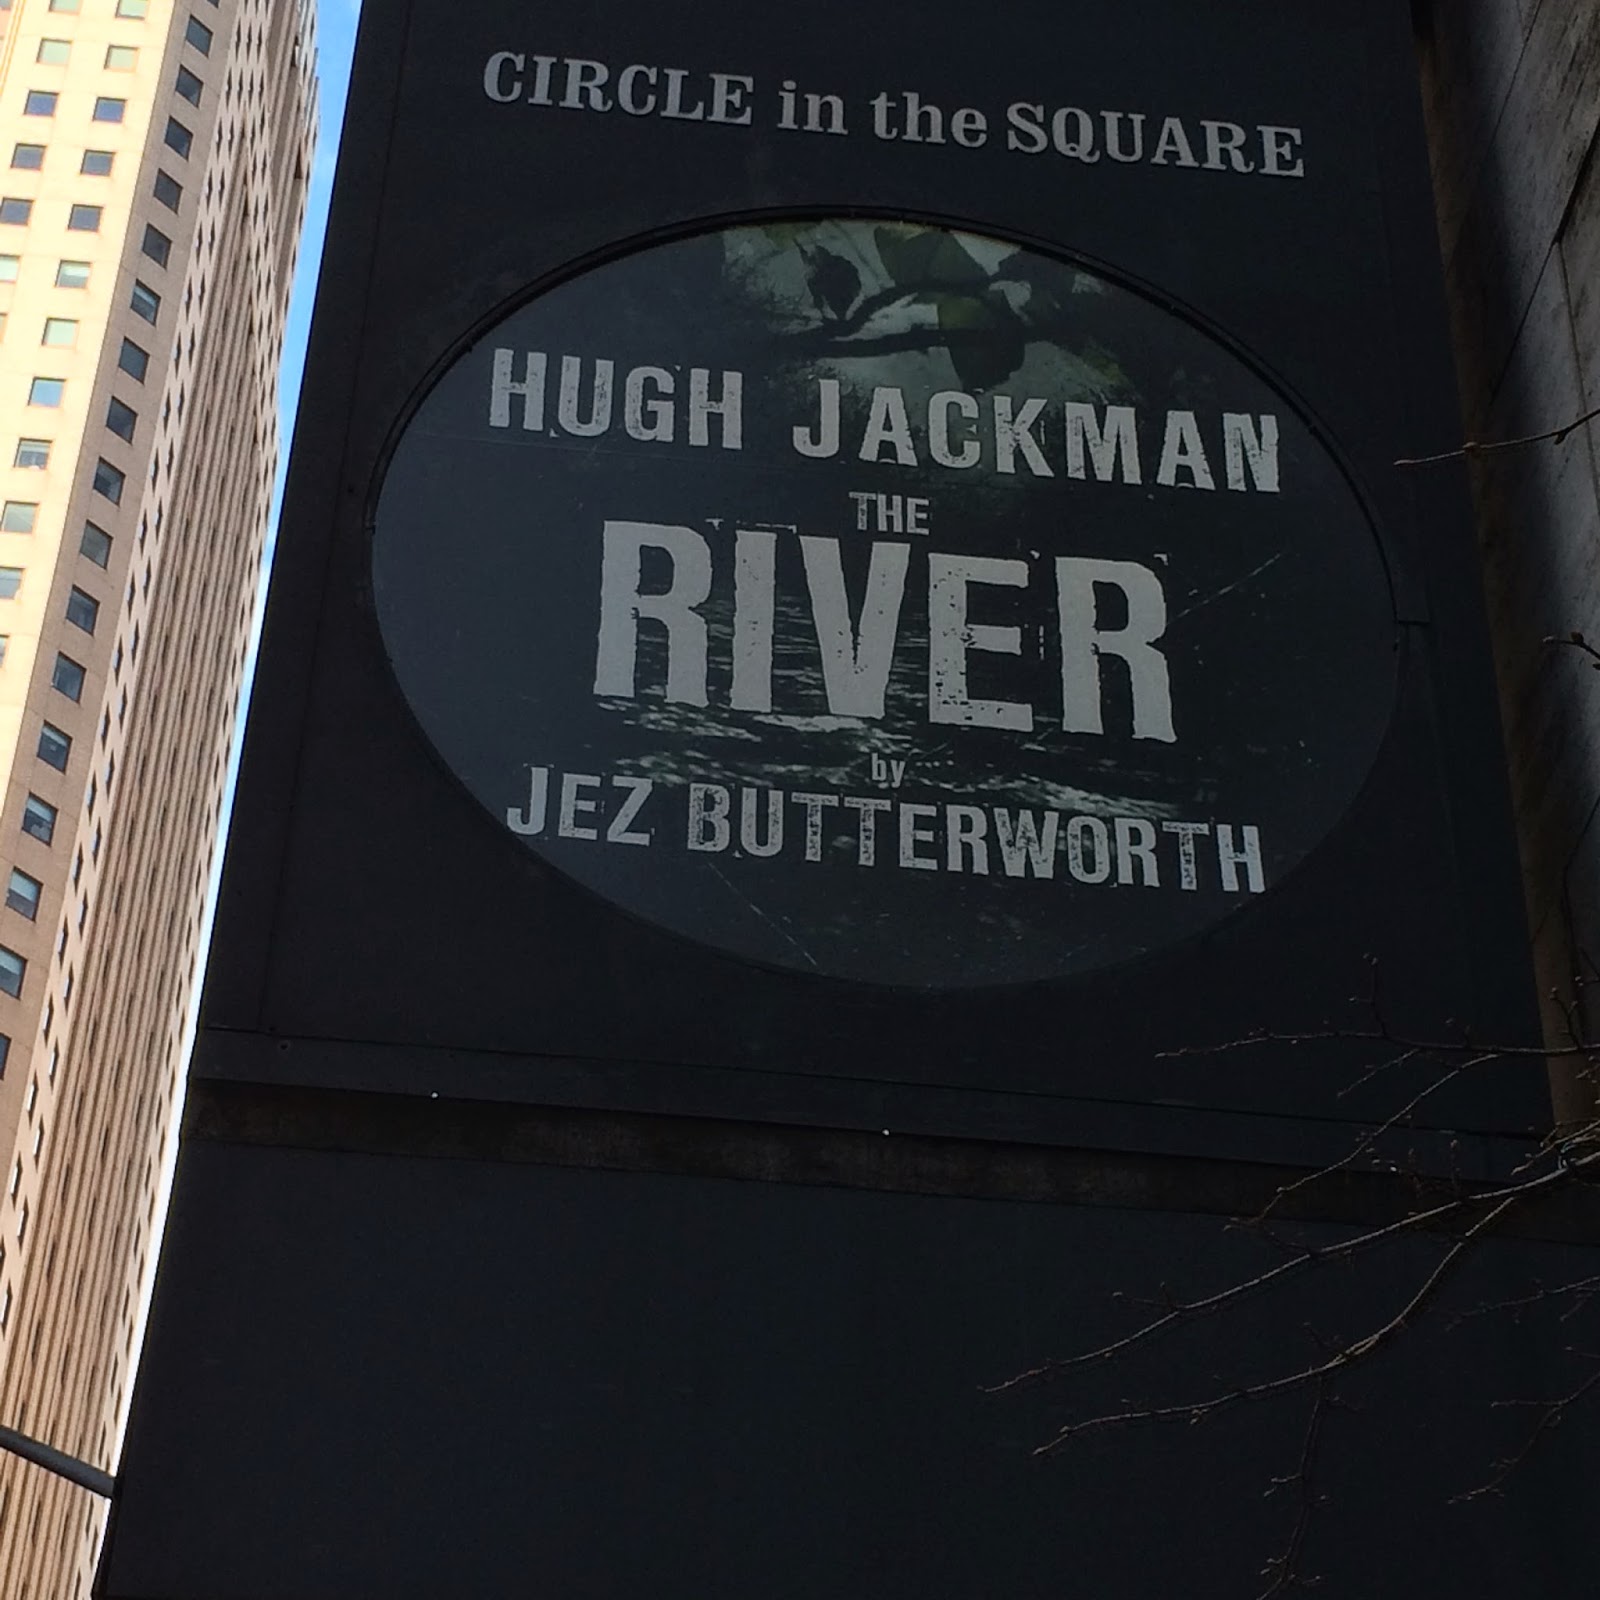 CIRCLE in the SQUARE
HUGH JACKMAN
THE
RIVER
by
JEZ BUTTERWORTH